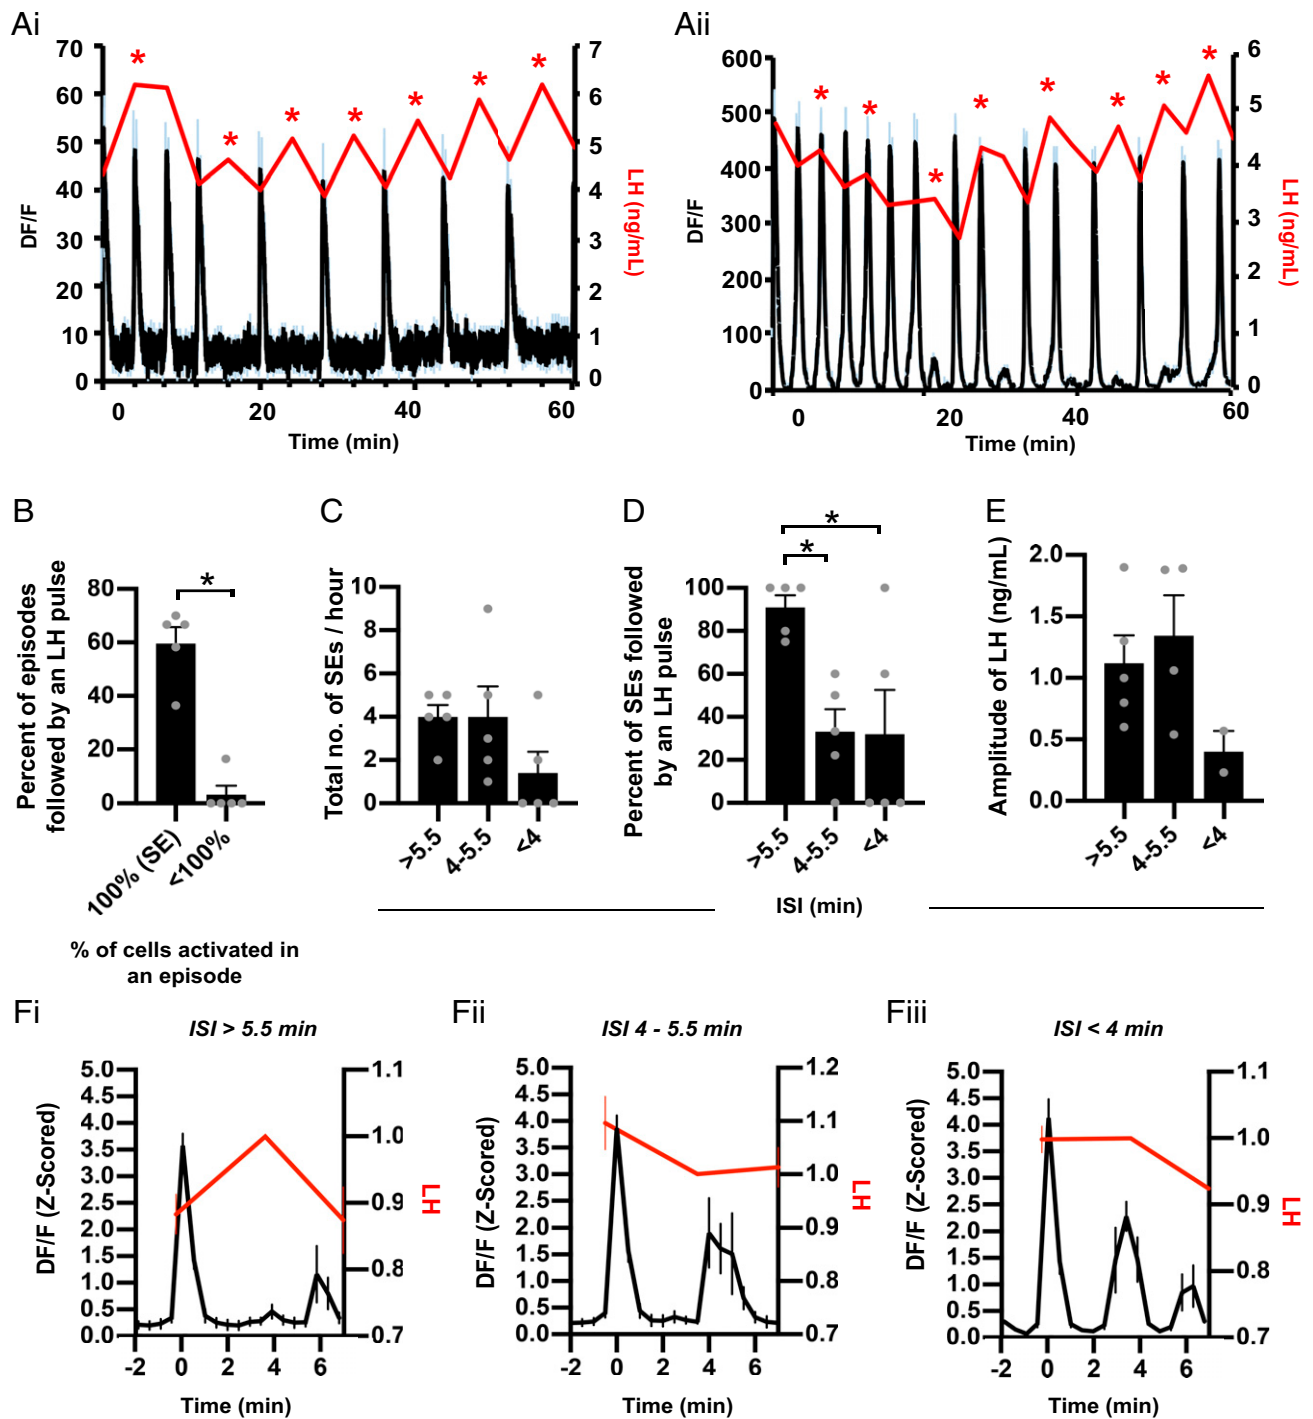 Ai
Aii
70
60
50
40
30
20
10
0
DF/F
7
6
5
4
3
2
1
0
LH (ng/mL)
* * * * * * * *
0 20 40 60
Time (min)
600
500
400
300
200
100
0
DF/F
6
5
4
3
2
1
0
LH (ng/mL)
* * * * * * * * *
0 20 40 60
Time (min)
B
Percent of episodes
followed by an LH pulse
80
60
40
20
0
*
100% (SE)
<100%
% of cells activated in
an episode
C
Total no. of SEs / hour
10
8
6
4
2
0
>5.5
4-5.5
<4
D
Percent of SEs followed
by an LH pulse
100
80
60
40
20
0
*
*
>5.5
4-5.5
<4
ISI (min)
E
Amplitude of LH (ng/mL)
2.0
1.5
1.0
0.5
0.0
>5.5
4-5.5
<4
Fi
ISI > 5.5 min
DF/F (Z-Scored)
5.0
4.5
4.0
3.5
3.0
2.5
2.0
1.5
1.0
0.5
0.0
1.1
1.0
0.9
0.8
0.7
LH
-2 0 2 4 6
Time (min)
Fii
ISI 4 - 5.5 min
DF/F (Z-Scored)
5.0
4.5
4.0
3.5
3.0
2.5
2.0
1.5
1.0
0.5
0.0
1.2
1.1
1.0
0.9
0.8
0.7
LH
-2 0 2 4 6
Time (min)
Fiii
ISI < 4 min
DF/F (Z-Scored)
5.0
4.5
4.0
3.5
3.0
2.5
2.0
1.5
1.0
0.5
0.0
1.1
1.0
0.9
0.8
0.7
LH
-2 0 2 4 6
Time (min)